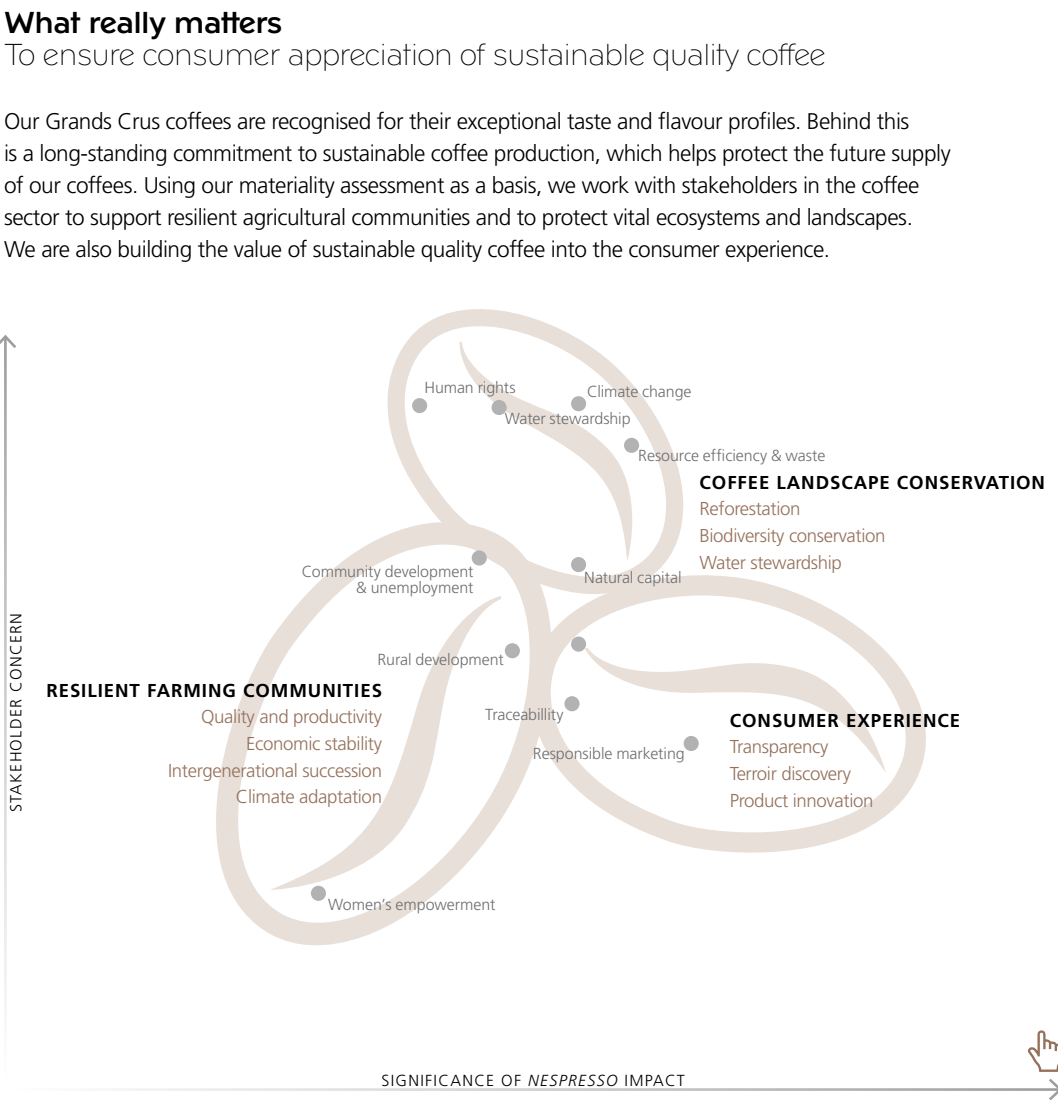 What really matters
To ensure consumer appreciation of sustainable quality coffee
Our Grands Crus coffees are recognised for their exceptional taste and flavour profiles. Behind this
is a long-standing commitment to sustainable coffee production, which helps protect the future supply
of our coffees. Using our materiality assessment as a basis, we work with stakeholders in the coffee
sector to support resilient agricultural communities and to protect vital ecosystems and landscapes.
We are also building the value of sustainable quality coffee into the consumer experience.
Human rights
Climate change
Water stewardship
Resource efficiency & waste
COFFEE LANDSCAPE CONSERVATION
Reforestation
Biodiversity conservation
Water stewardship
Community development
& unemployment
Natural capital
Rural development
RESILIENT FARMING COMMUNITIES
Quality and productivity
Economic stability
Intergenerational succession
Climate adaptation
Traceabillity
Responsible marketing
CONSUMER EXPERIENCE
Transparency
Terroir discovery
Product innovation
Women's empowerment
STAKEHOLDER CONCERN
SIGNIFICANCE OF NESPRESSO IMPACT